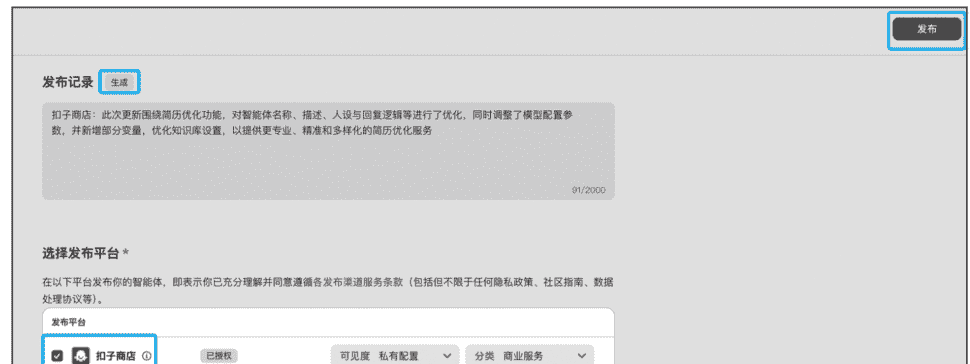 发布
发布记录 生成
扣子商店：此次更新围绕简历优化功能，对智能体名称、描述、人设与回复逻辑等进行了优化，同时调整了模型配置参
数，并新增部分变量，优化知识库设置，以提供更专业、精准和多样化的简历优化服务
91/2000
选择发布平台 *
在以下平台发布你的智能体，即表示你已充分理解并同意遵循各发布渠道服务条款（包括但不限于任何隐私政策、社区指南、数据
处理协议等）。
发布平台
扣子商店 已授权 可见度 私有配置 分类 商业服务